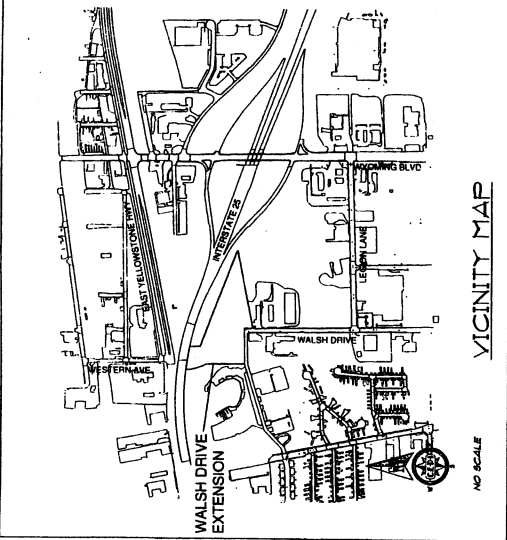 WYOMING BLVD
EAST YELLOWSTONE HWY
INTERSTATE 25
LEGION LANE
WALSH DRIVE
WESTERN AVE
WALSH DRIVE
EXTENSION
VICINITY MAP
NO SCALE